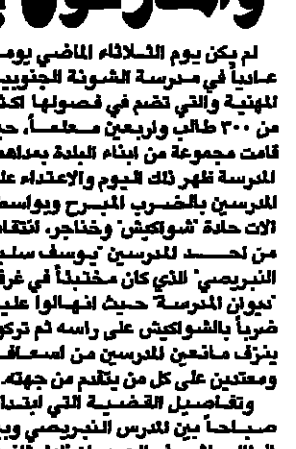 لم يكن يوم الثلاثاء الماضي يوم
عادياً في مدرسة الشونة الجنوبية
المهنية والتي تضم في فصولها اكثر
من ٣٠٠ طالب واربعين معلماً، حيث
قامت مجموعة من ابناء البلدة بمداهمة
المدرسة ظهر ذلك اليوم والاعتداء على
المدرسين بالضرب المبرح وبواسطة
الات حادة "شواكيش" وخناجر، انتقاماً
من احد المدرسين "يوسف سليم
النبريصي" الذي كان مختبئاً في غرفة
"ديوان المدرسة" حيث انهالوا عليه
ضرباً بالشواكيش على راسه ثم تركوه
ينزف مانعين المدرسين من اسعافه
ومعتدين على كل من يتقدم من جهته.
وتفاصيل القضية التي ابتدات
صباحاً بين المدرس النبريصي وبين